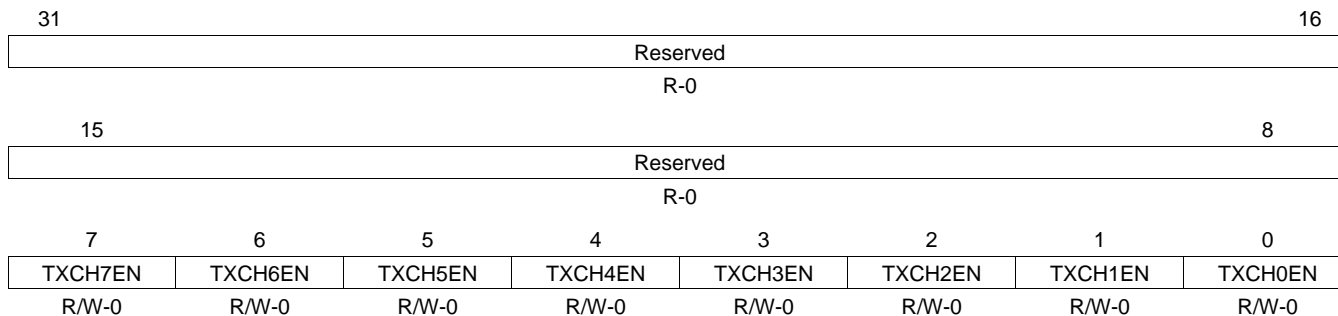 31 16
Reserved
R-0
15 8
Reserved
R-0
7 6 5 4 3 2 1 0
TXCH7EN TXCH6EN TXCH5EN TXCH4EN TXCH3EN TXCH2EN TXCH1EN TXCH0EN
R/W-0 R/W-0 R/W-0 R/W-0 R/W-0 R/W-0 R/W-0 R/W-0